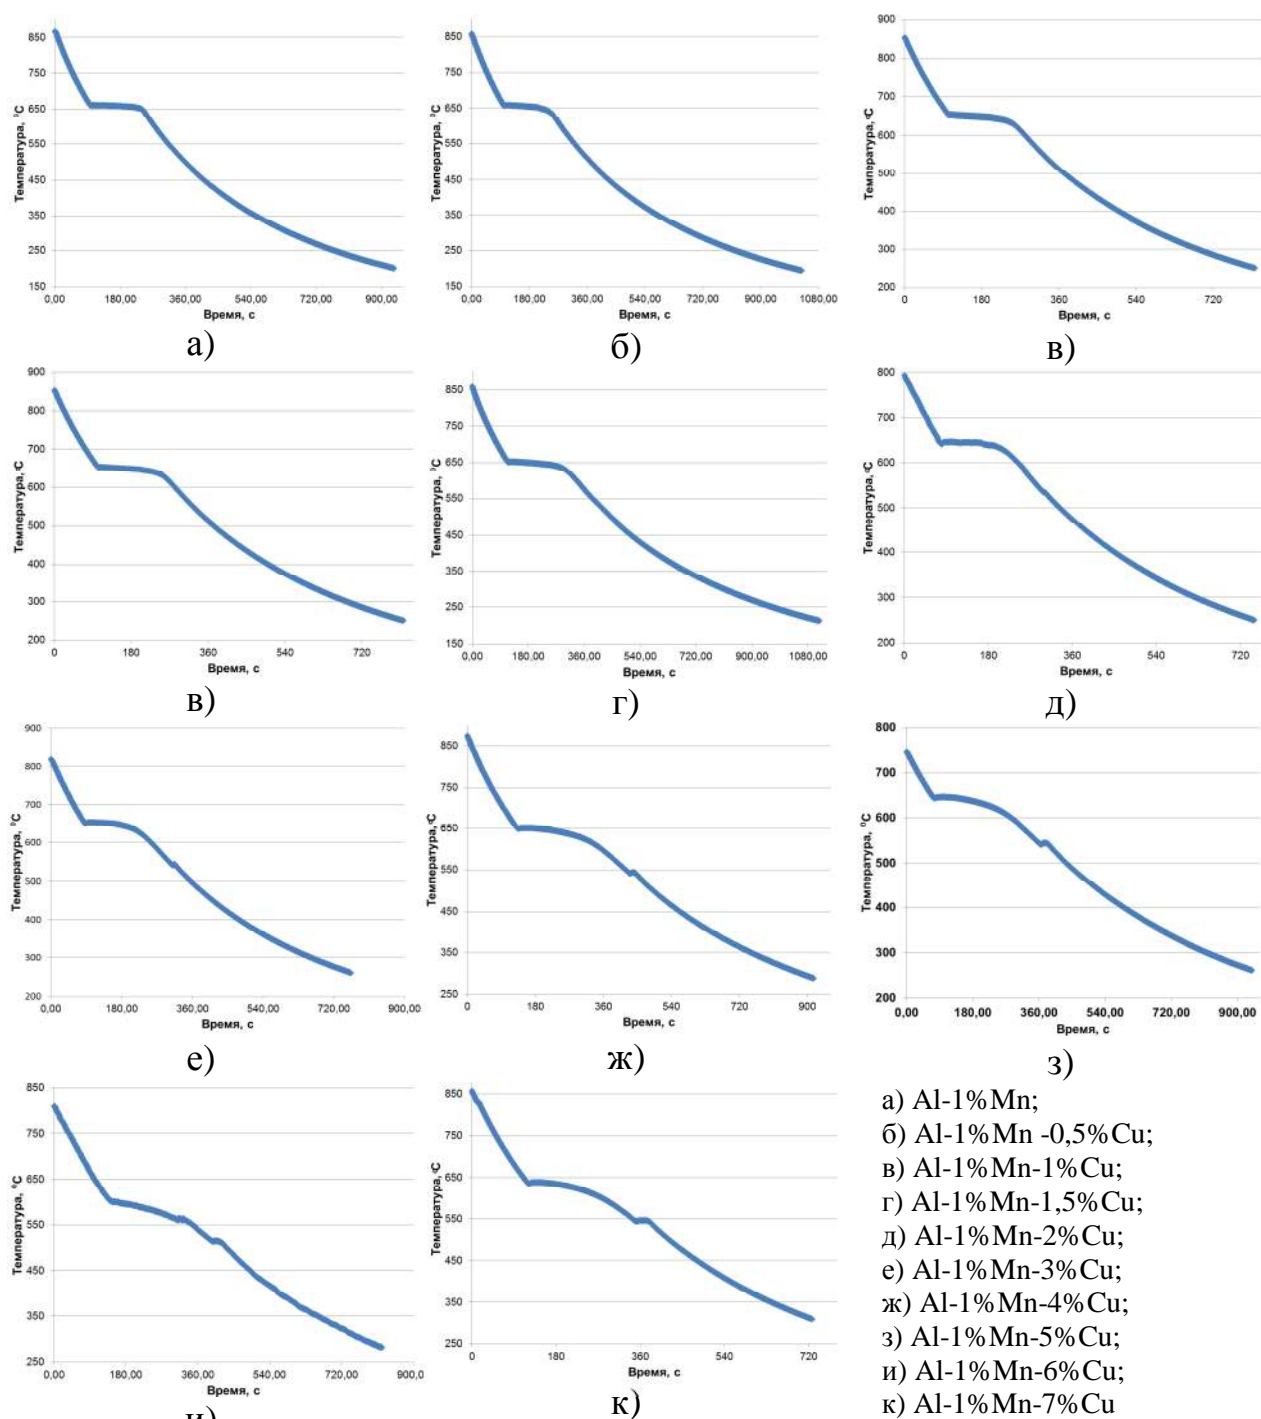 Температура, ⁰С
850
750
650
550
450
350
250
150
0,00 180,00 360,00 540,00 720,00 900,00
Время, с
а)
Температура, ⁰С
850
750
650
550
450
350
250
150
0,00 180,00 360,00 540,00 720,00 900,00 1080,00
Время, с
б)
Температура, С
900
800
700
600
500
400
300
200
0 180 360 540 720
Время, с
в)
Температура, С
900
800
700
600
500
400
300
200
0 180 360 540 720
Время, с
в)
Температура, ⁰С
850
750
650
550
450
350
250
150
0,00 180,00 360,00 540,00 720,00 900,00 1080,00
Время, с
г)
Температура, С
800
700
600
500
400
300
200
0 180 360 540 720
Время, с
д)
Температура, ⁰С
900
800
700
600
500
400
300
200
0,00 180,00 360,00 540,00 720,00 900,00
Время, с
е)
Температура, С
850
750
650
550
450
350
250
0 180 360 540 720 900
Время, с
ж)
Температура, ⁰С
800
700
600
500
400
300
200
0,00 180,00 360,00 540,00 720,00 900,00
Время, с
з)
Температура, ⁰С
850
750
650
550
450
350
250
0,00 180,00 360,00 540,00 720,00 900,0
Время, с
и)
Температура, С
850
750
650
550
450
350
250
0 180 360 540 720
Время, с
к)
а) Al-1%Mn;
б) Al-1%Mn -0,5%Cu;
в) Al-1%Mn-1%Cu;
г) Al-1%Mn-1,5%Cu;
д) Al-1%Mn-2%Cu;
е) Al-1%Mn-3%Cu;
ж) Al-1%Mn-4%Cu;
з) Al-1%Mn-5%Cu;
и) Al-1%Mn-6%Cu;
к) Al-1%Mn-7%Cu